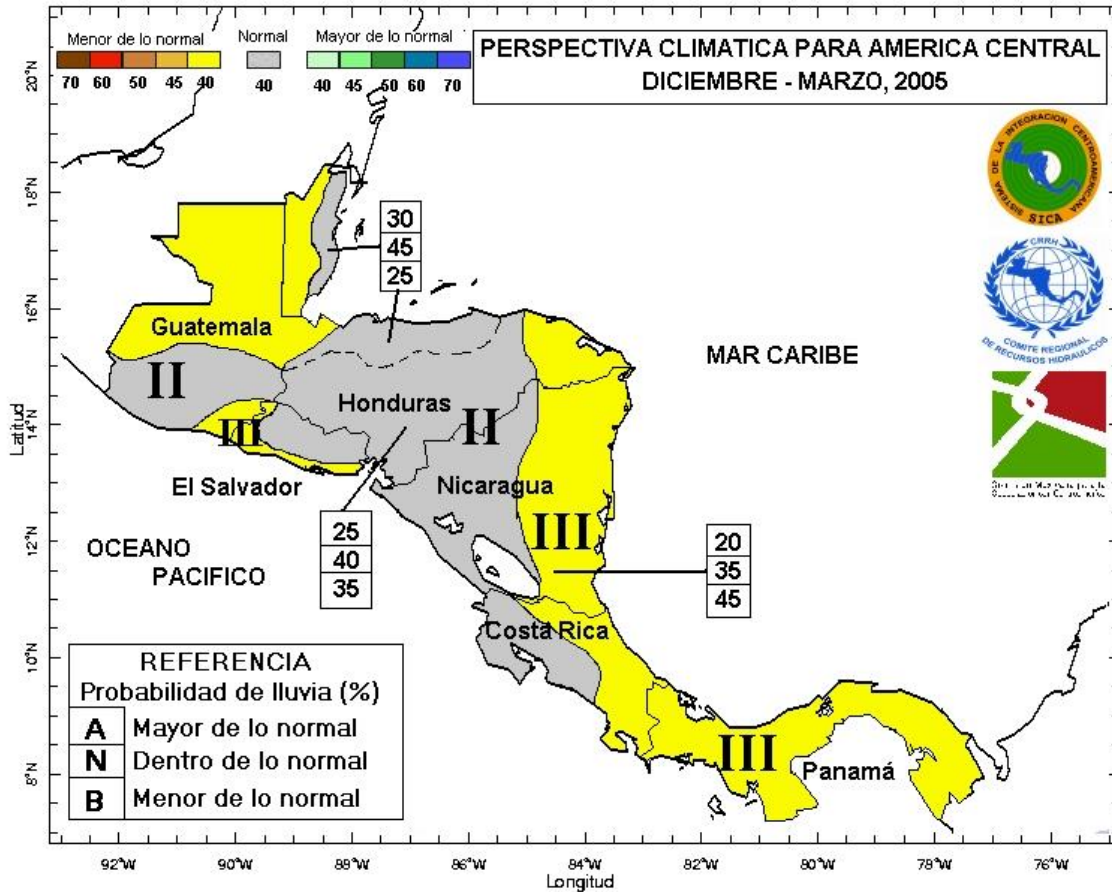 Menor de lo normal
Normal
Mayor de lo normal
70 60 50 45 40
40
40 45 50 60 70
PERSPECTIVA CLIMATICA PARA AMERICA CENTRAL
DICIEMBRE - MARZO, 2005
SISTEMA DE LA INTEGRACION CENTROAMERICANA
SICA
CRRH
COMITE REGIONAL
DE RECURSOS HIDRAULICOS
20°N
18°N
16°N
14°N
12°N
10°N
8°N
Latitud
30
45
25
Guatemala
MAR CARIBE
II
Honduras
II
III
El Salvador
Nicaragua
III
25
40
35
20
35
45
OCEANO
PACIFICO
Costa Rica
III
Panamá
REFERENCIA
Probabilidad de lluvia (%)
A Mayor de lo normal
N Dentro de lo normal
B Menor de lo normal
92°W 90°W 88°W 86°W 84°W 82°W 80°W 78°W 76°W
Longitud